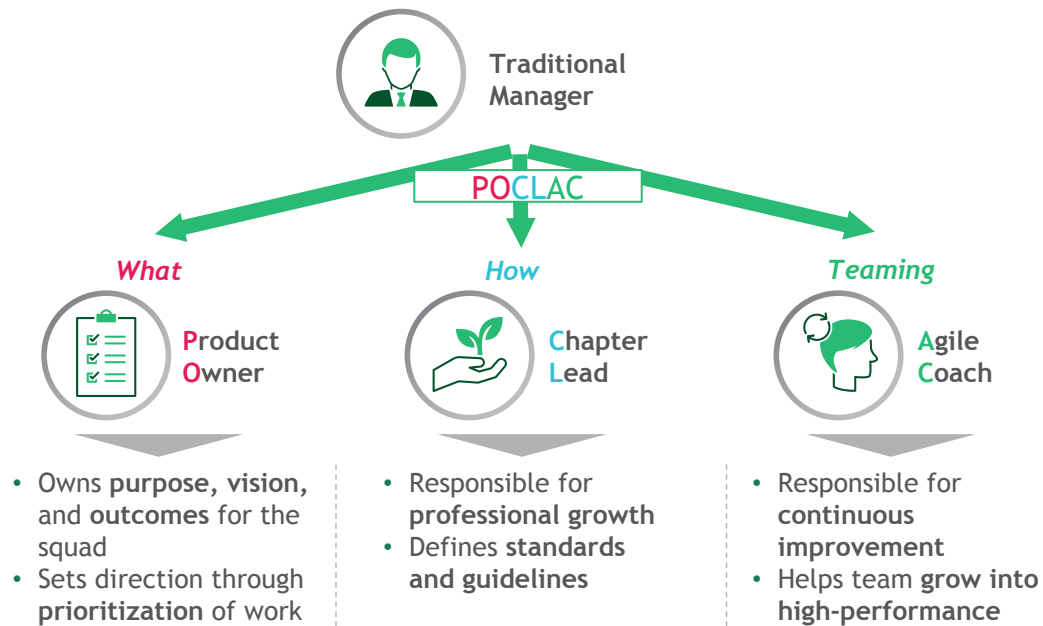 Traditional
Manager
POCLAC
What
How
Teaming
Product
Owner
Chapter
Lead
Agile
Coach
• Owns purpose, vision,
and outcomes for the
squad
• Sets direction through
prioritization of work
• Responsible for
professional growth
• Defines standards
and guidelines
• Responsible for
continuous
improvement
• Helps team grow into
high-performance